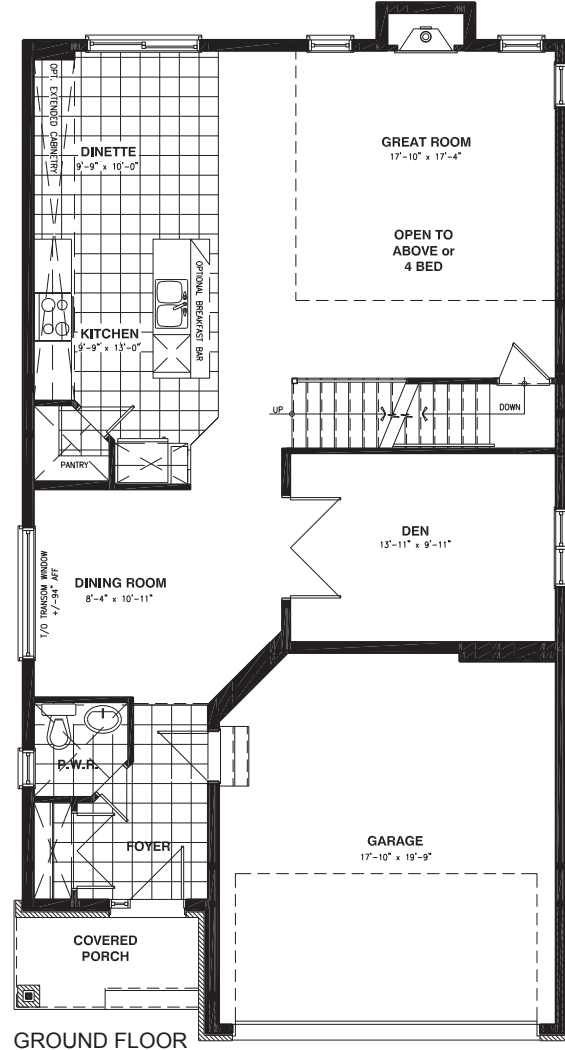 OPT. EXTENDED CABINETRY
DINETTE
9'-9" x 10'-0"
GREAT ROOM
17'-10" x 17'-4"
OPEN TO
ABOVE or
4 BED
OPTIONAL BREAKFAST BAR
KITCHEN
9'-9" x 13'-0"
UP
DOWN
PANTRY
DEN
13'-11" x 9'-11"
T/O TRANSOM WINDOW
+/-94" AFF
DINING ROOM
8'-4" x 10'-11"
P.W.R.
FOYER
GARAGE
17'-10" x 19'-9"
COVERED
PORCH
GROUND FLOOR